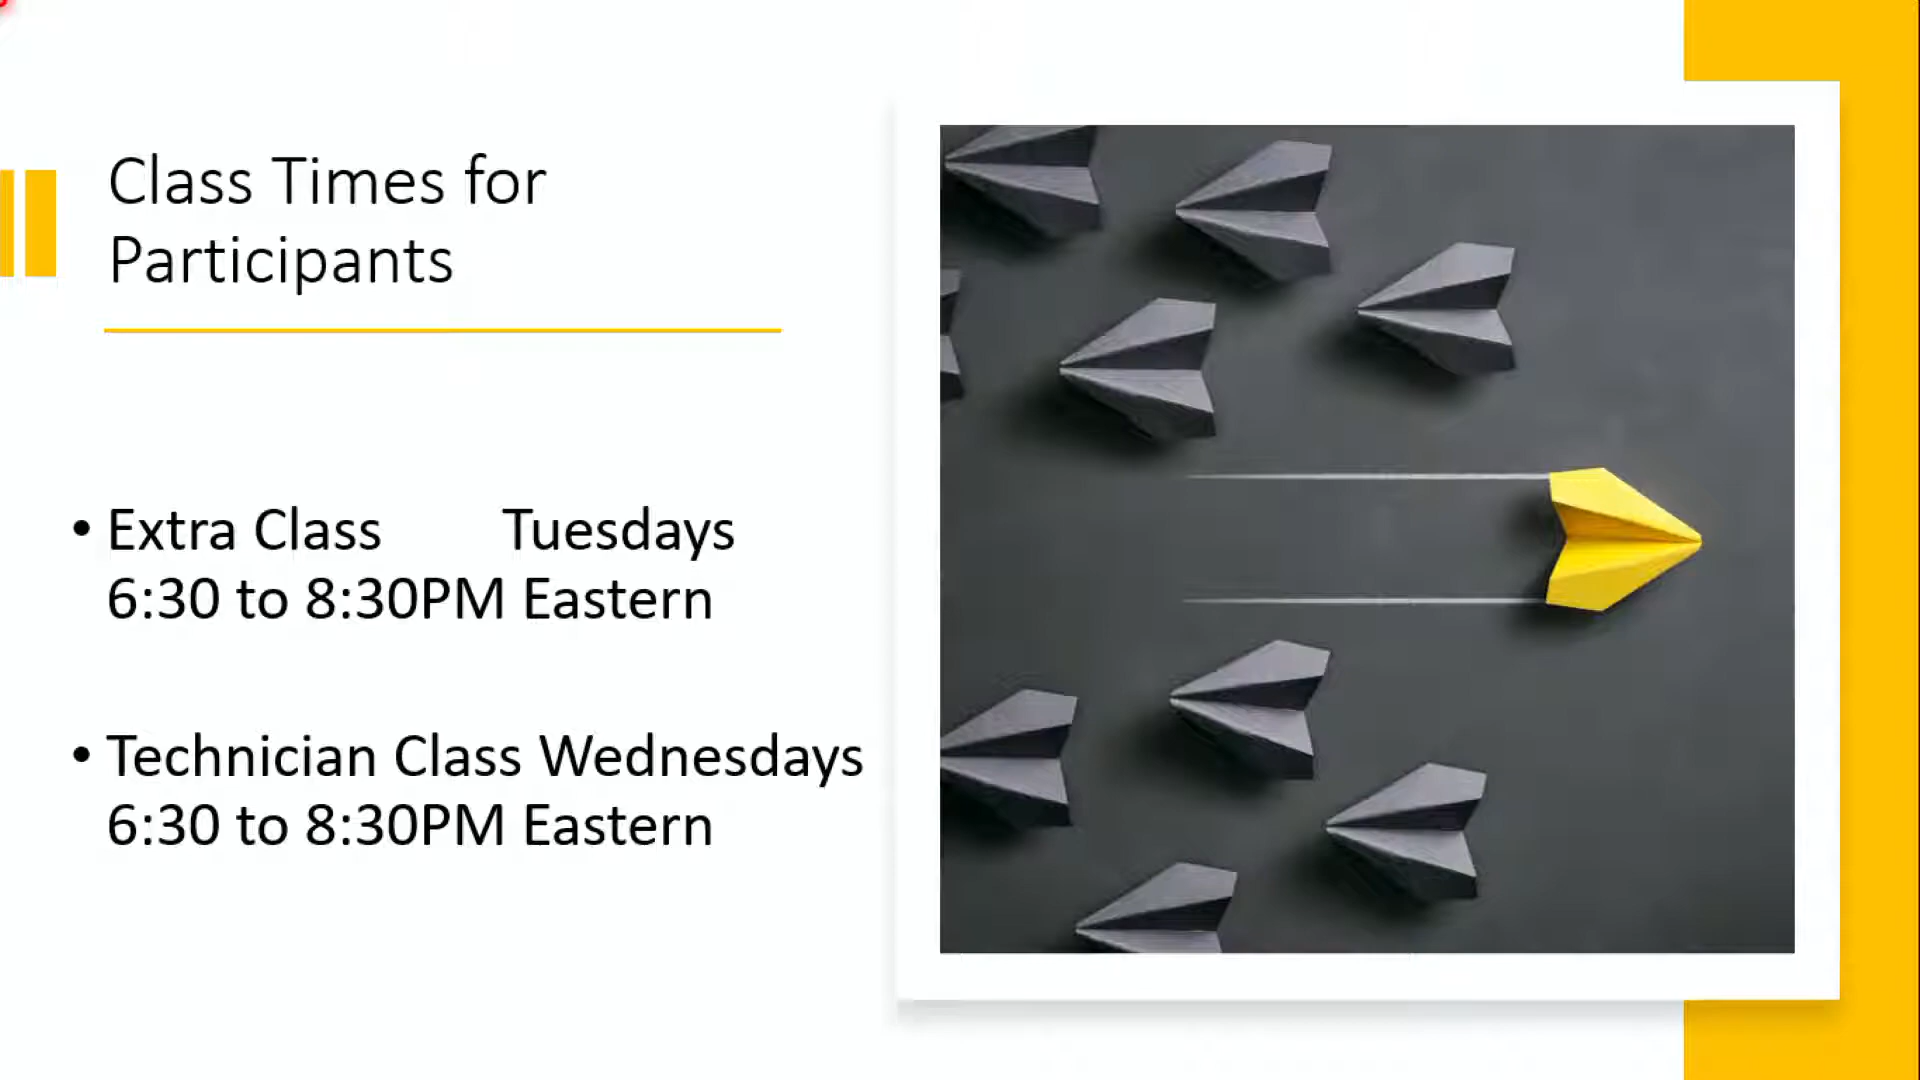 Class Times for
Participants
• Extra Class Tuesdays
6:30 to 8:30PM Eastern
• Technician Class Wednesdays
6:30 to 8:30PM Eastern